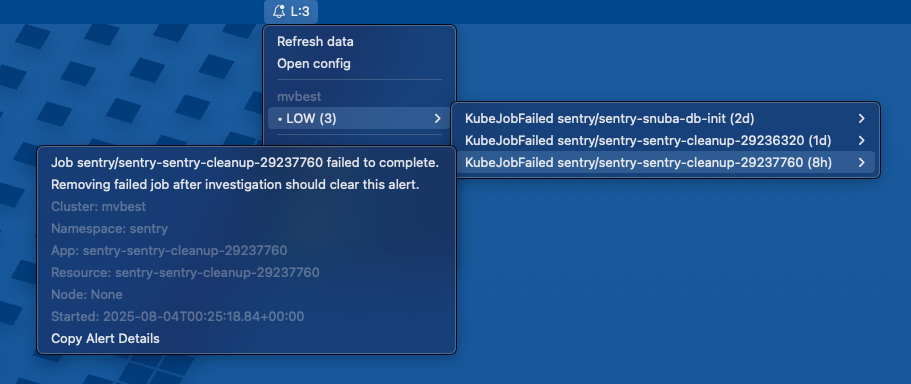 L:3
Refresh data
Open config
mvbest
• LOW (3)
KubeJobFailed sentry/sentry-snuba-db-init (2d)
KubeJobFailed sentry/sentry-sentry-cleanup-29236320 (1d)
KubeJobFailed sentry/sentry-sentry-cleanup-29237760 (8h)
Job sentry/sentry-sentry-cleanup-29237760 failed to complete.
Removing failed job after investigation should clear this alert.
Cluster: mvbest
Namespace: sentry
App: sentry-sentry-cleanup-29237760
Resource: sentry-sentry-cleanup-29237760
Node: None
Started: 2025-08-04T00:25:18.84+00:00
Copy Alert Details